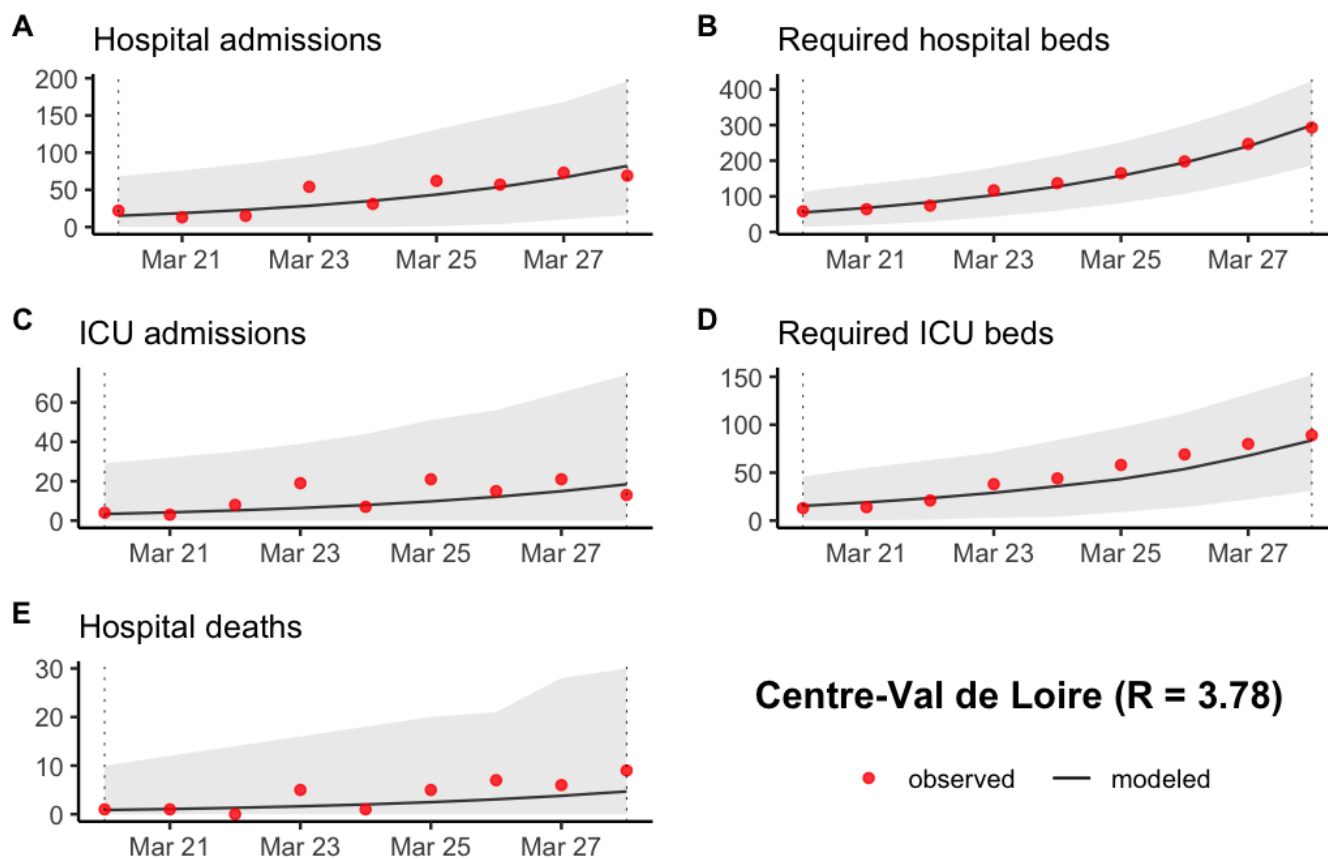 A
Hospital admissions
200
150
100
50
0
Mar 21 Mar 23 Mar 25 Mar 27
B
Required hospital beds
400
300
200
100
0
Mar 21 Mar 23 Mar 25 Mar 27
C
ICU admissions
60
40
20
0
Mar 21 Mar 23 Mar 25 Mar 27
D
Required ICU beds
150
100
50
0
Mar 21 Mar 23 Mar 25 Mar 27
E
Hospital deaths
30
20
10
0
Mar 21 Mar 23 Mar 25 Mar 27
Centre-Val de Loire (R = 3.78)
observed modeled